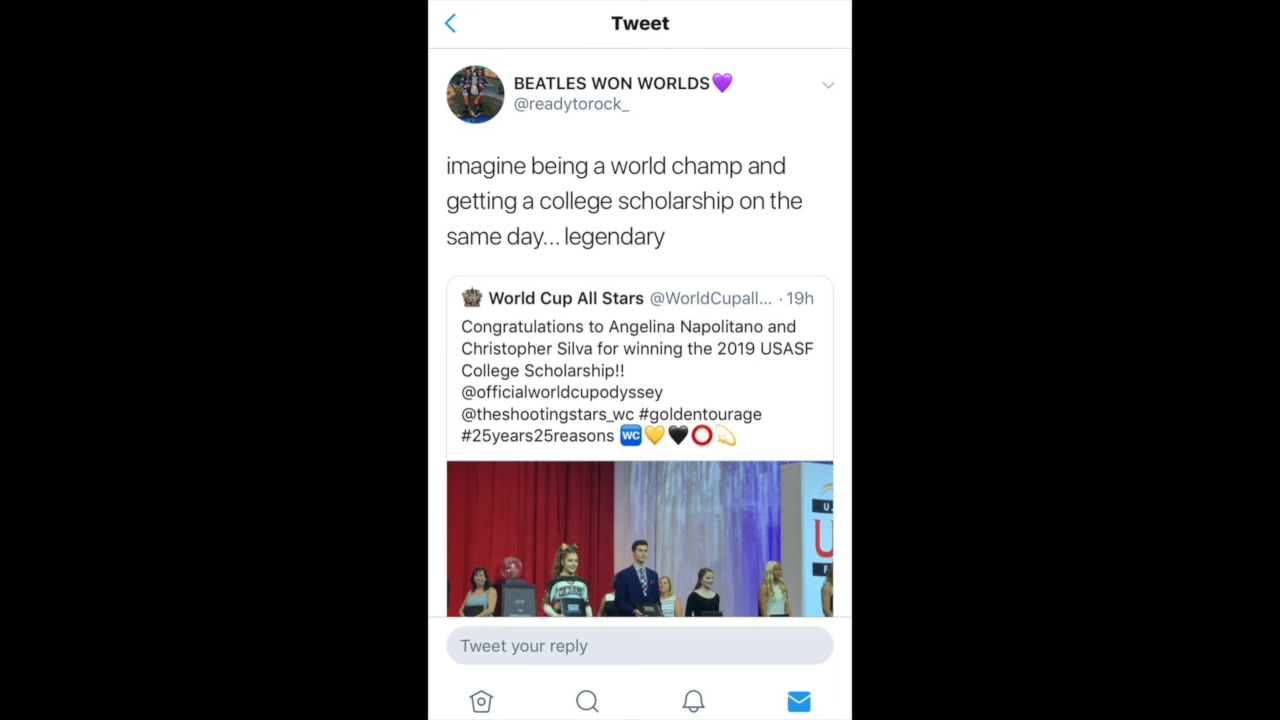 Tweet
BEATLES WON WORLDS💜
@readytorock_
imagine being a world champ and
getting a college scholarship on the
same day... legendary
World Cup All Stars @WorldCupall... · 19h
Congratulations to Angelina Napolitano and
Christopher Silva for winning the 2019 USASF
College Scholarship!!
@officialworldcupodyssey
@theshootingstars_wc #goldentourage
#25years25reasons 🚾💛🖤⭕💫
Tweet your reply